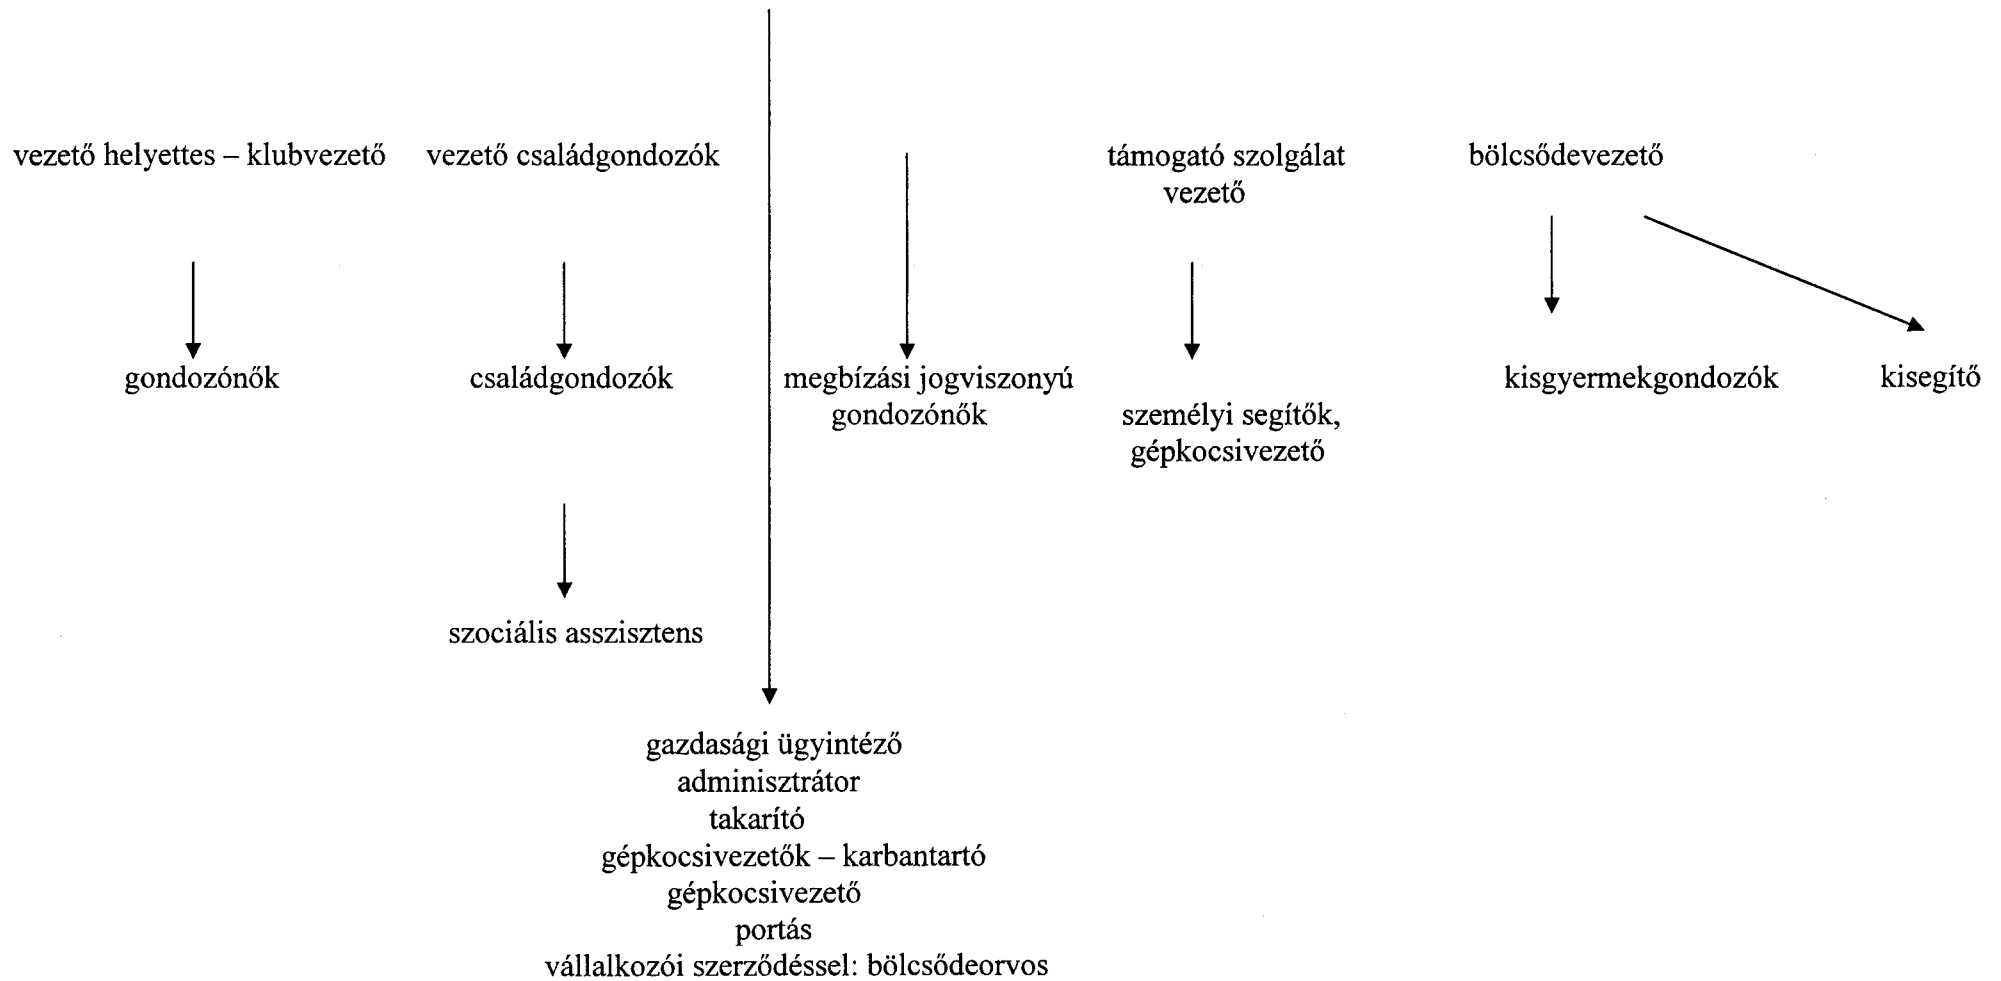 vezető helyettes – klubvezető
vezető családgondozók
támogató szolgálat
vezető
bölcsődevezető
gondozónők
családgondozók
megbízási jogviszonyú
gondozónők
személyi segítők,
gépkocsivezető
kisgyermekgondozók
kisegítő
szociális asszisztens
gazdasági ügyintéző
adminisztrátor
takarító
gépkocsivezetők – karbantartó
gépkocsivezető
portás
vállalkozói szerződéssel: bölcsődeorvos